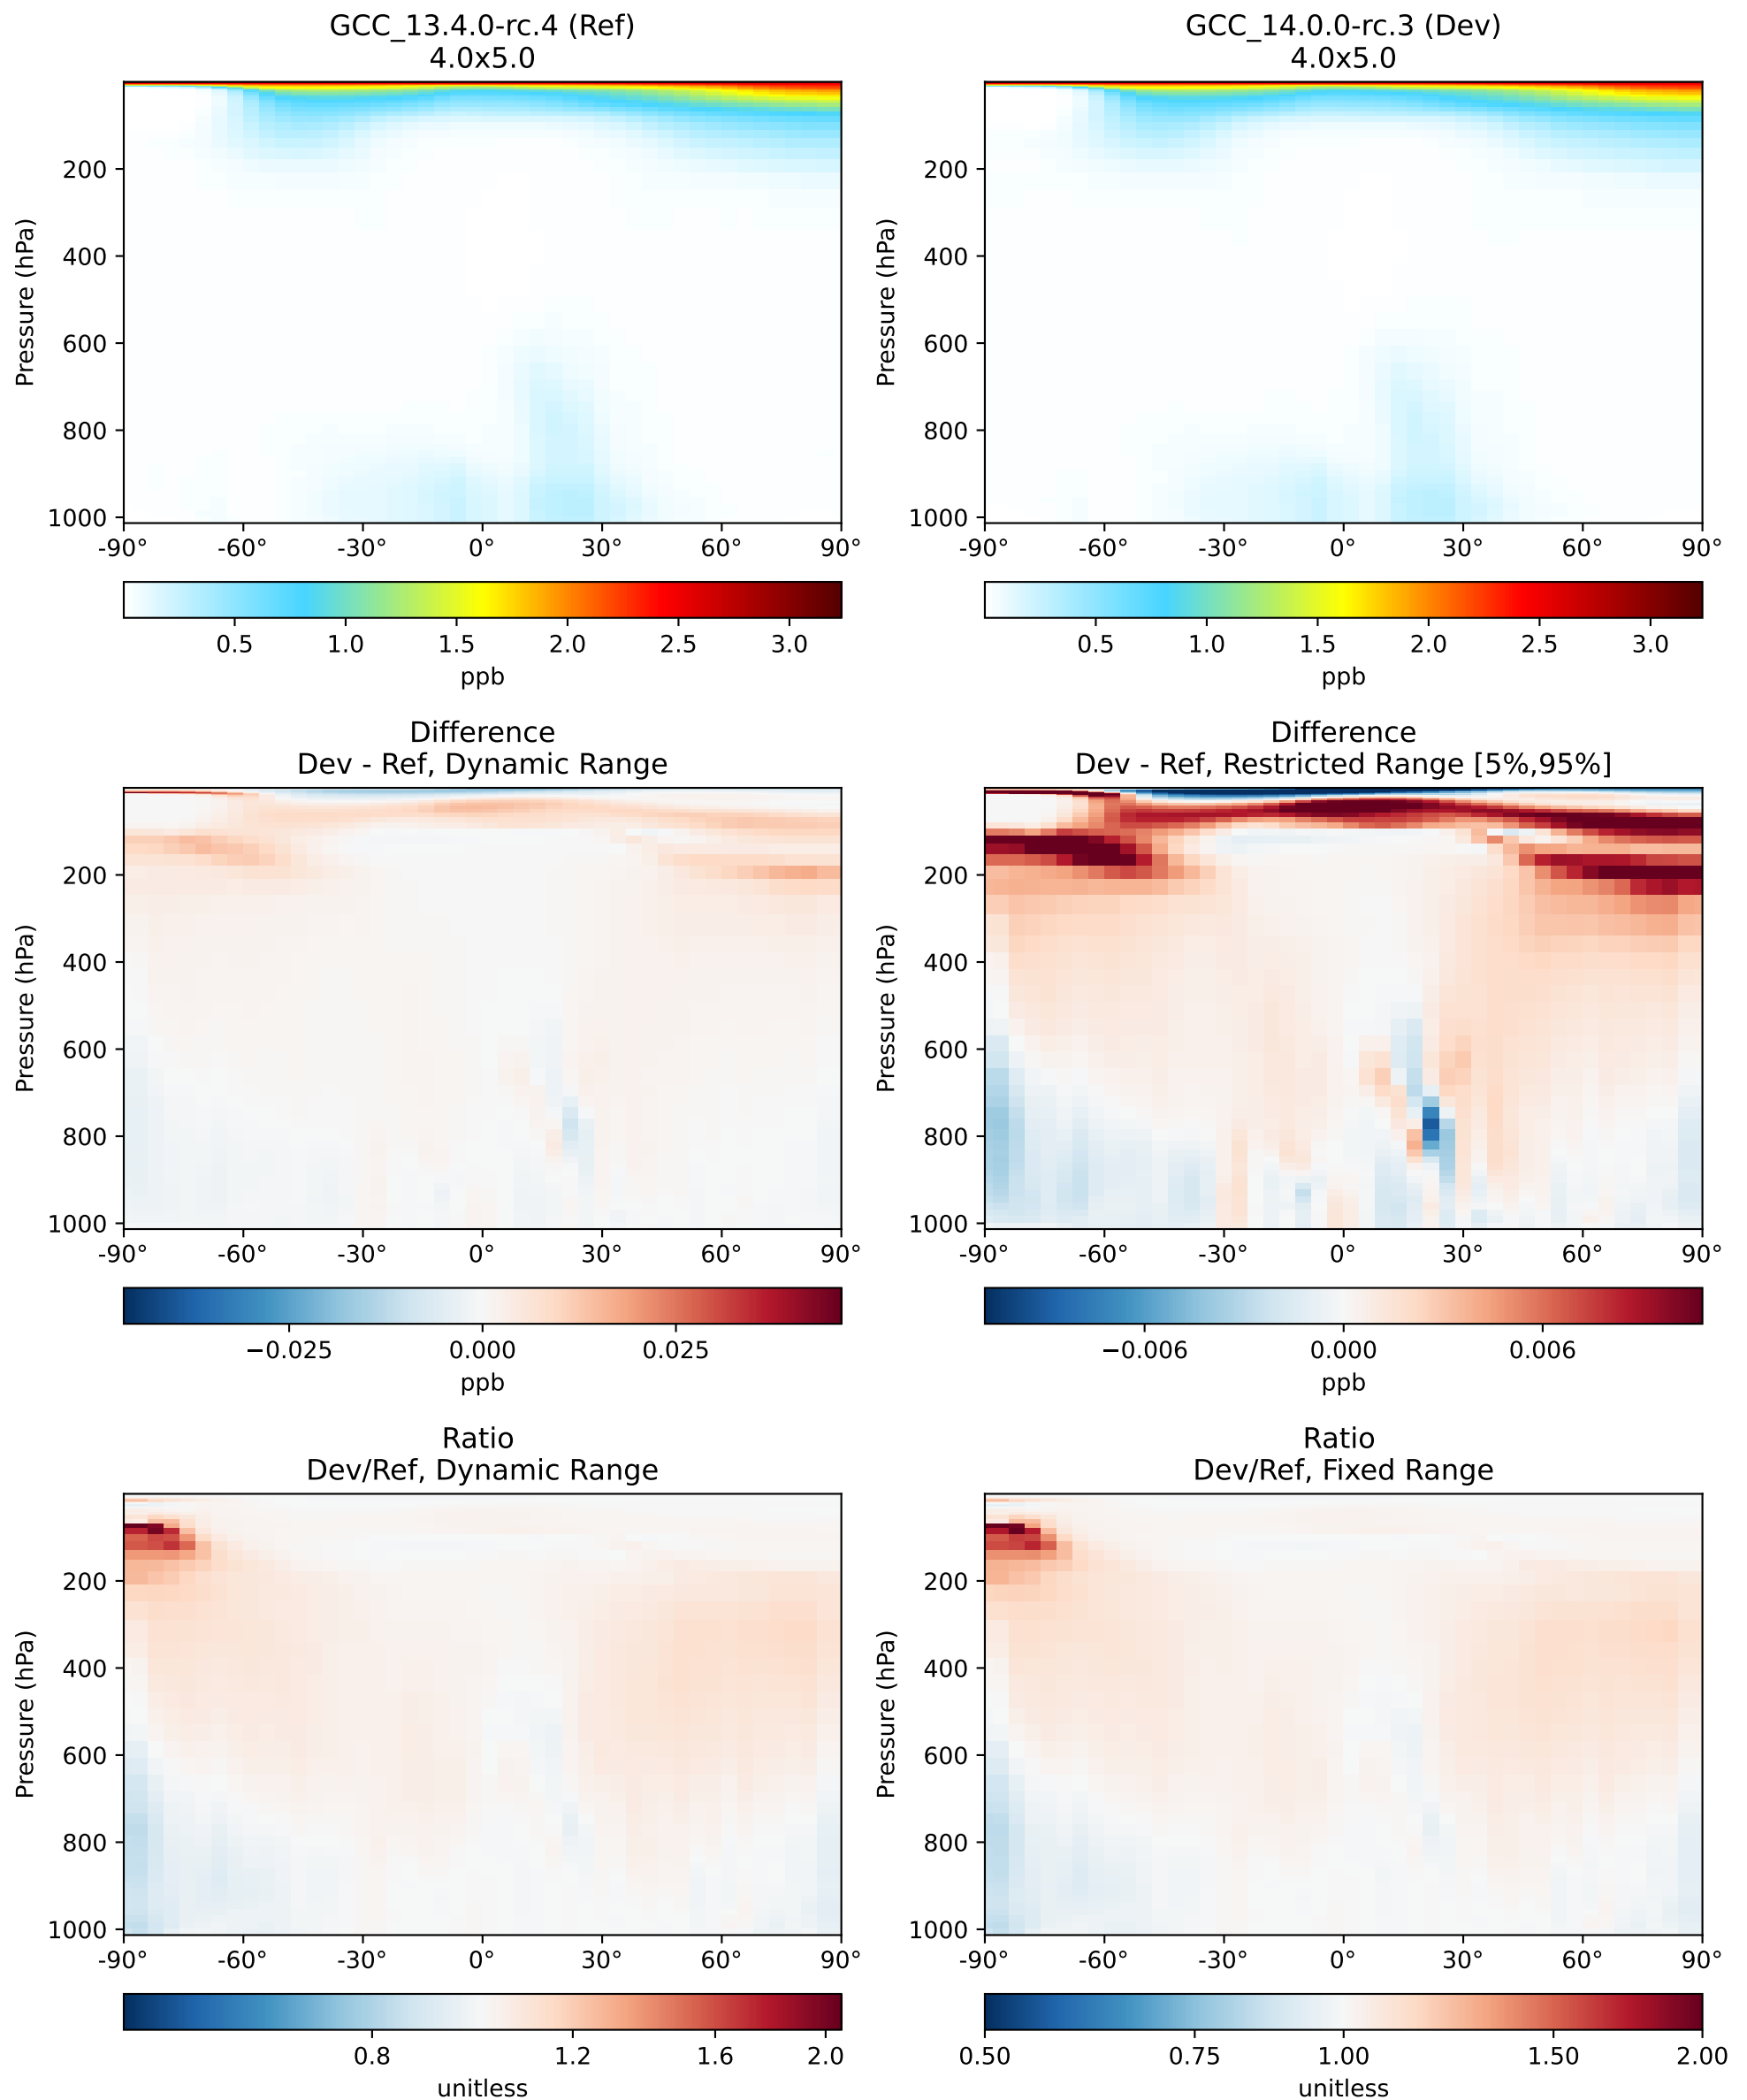 GCC_13.4.0-rc.4 (Ref)
4.0x5.0
GCC_14.0.0-rc.3 (Dev)
4.0x5.0
Pressure (hPa)
200
400
600
800
1000
-90° -60° -30° 0° 30° 60° 90°
0.5 1.0 1.5 2.0 2.5 3.0
ppb
Pressure (hPa)
200
400
600
800
1000
-90° -60° -30° 0° 30° 60° 90°
0.5 1.0 1.5 2.0 2.5 3.0
ppb
Difference
Dev - Ref, Dynamic Range
Pressure (hPa)
200
400
600
800
1000
-90° -60° -30° 0° 30° 60° 90°
−0.025 0.000 0.025
ppb
Difference
Dev - Ref, Restricted Range [5%,95%]
Pressure (hPa)
200
400
600
800
1000
-90° -60° -30° 0° 30° 60° 90°
−0.006 0.000 0.006
ppb
Ratio
Dev/Ref, Dynamic Range
Pressure (hPa)
200
400
600
800
1000
-90° -60° -30° 0° 30° 60° 90°
0.8 1.2 1.6 2.0
unitless
Ratio
Dev/Ref, Fixed Range
Pressure (hPa)
200
400
600
800
1000
-90° -60° -30° 0° 30° 60° 90°
0.50 0.75 1.00 1.50 2.00
unitless